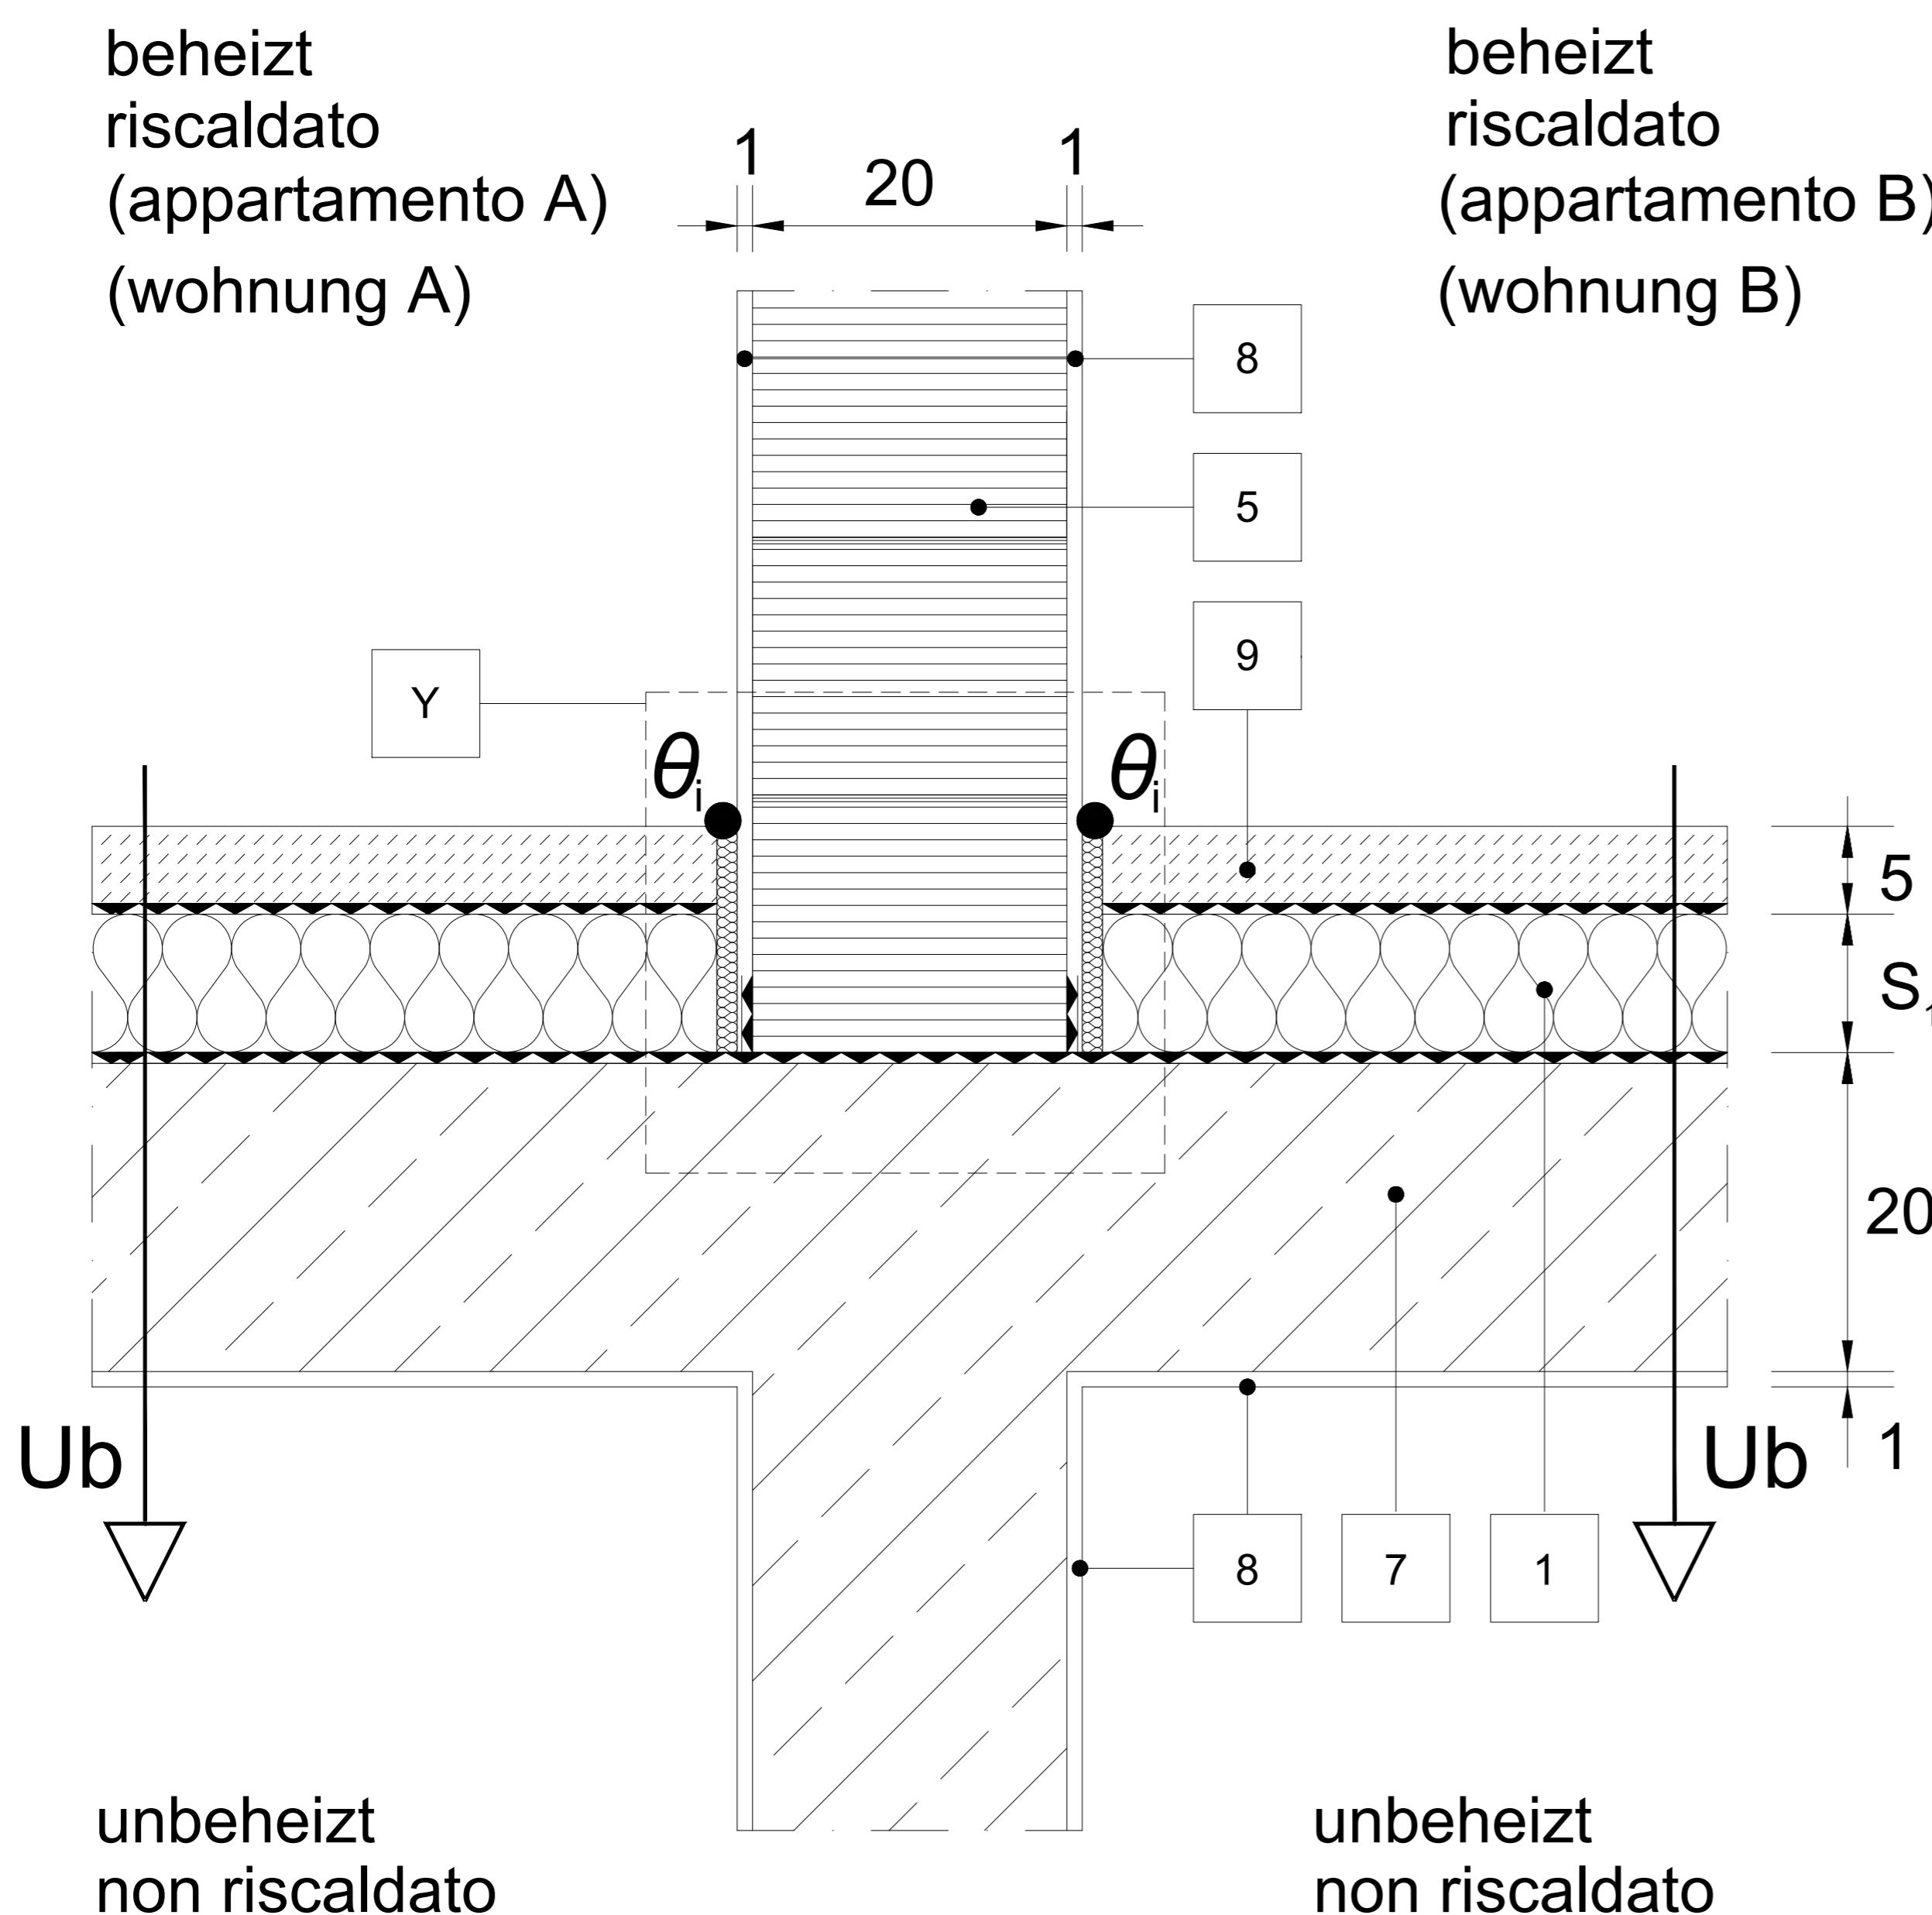 beheizt
riscaldato
(appartamento A)
(wohnung A)
beheizt
riscaldato
(appartamento B)
(wohnung B)
1
20
1
8
5
9
Y
θi
θi
5
S1
20
1
Ub
Ub
8
7
1
unbeheizt
non riscaldato
unbeheizt
non riscaldato